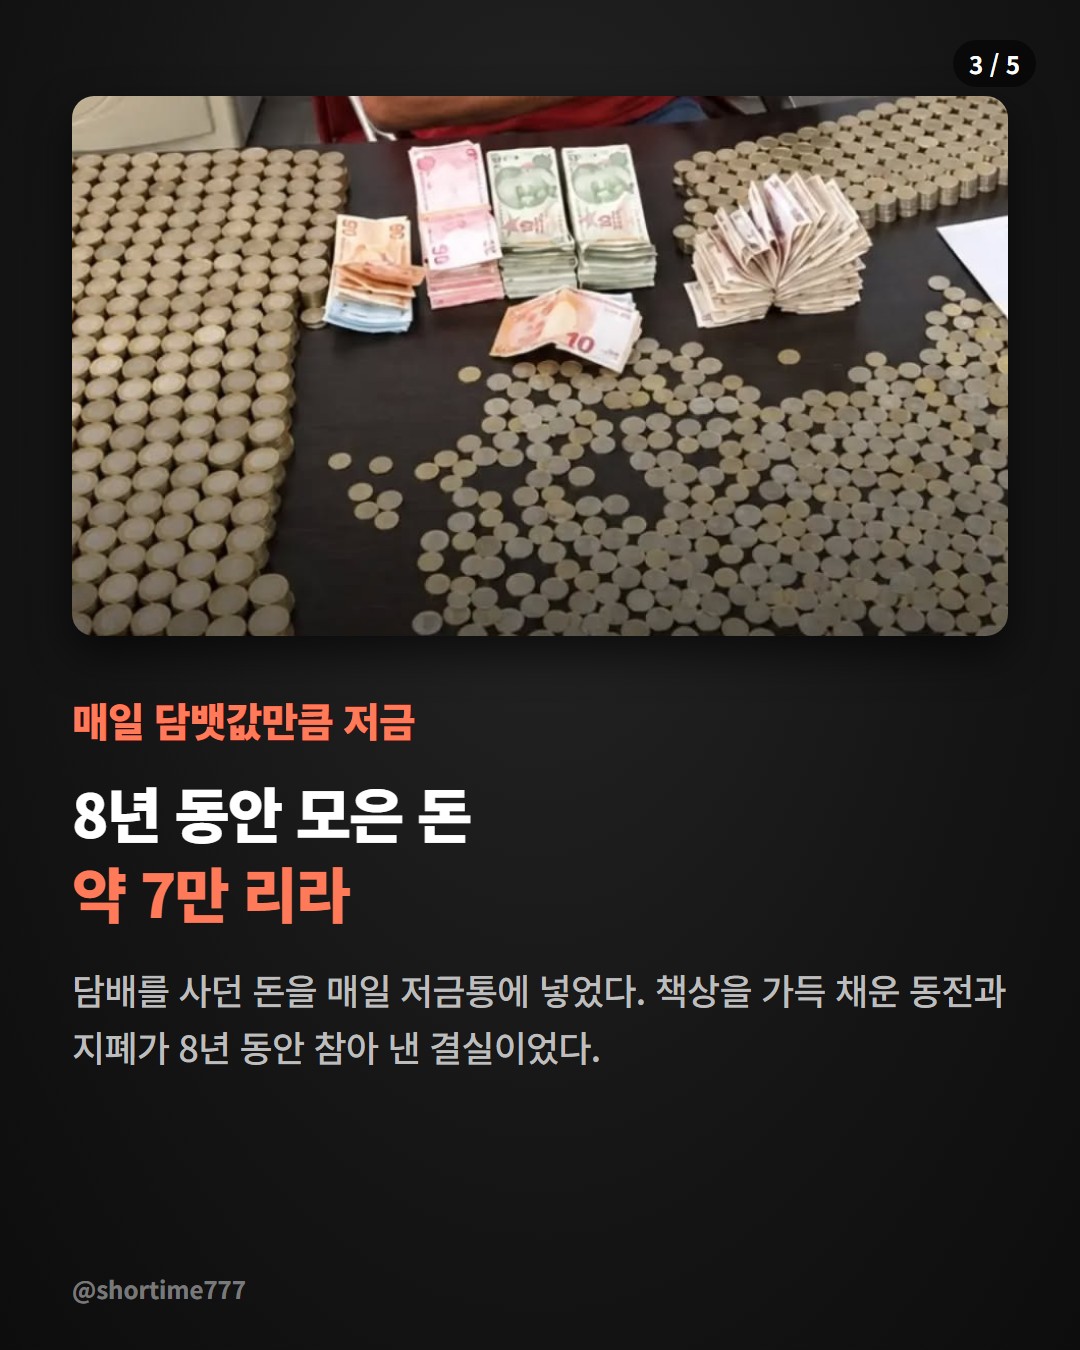 3 / 5
10
매일 담뱃값만큼 저금
8년 동안 모은 돈
약 7만 리라
담배를 사던 돈을 매일 저금통에 넣었다. 책상을 가득 채운 동전과
지폐가 8년 동안 참아 낸 결실이었다.
@shortime777